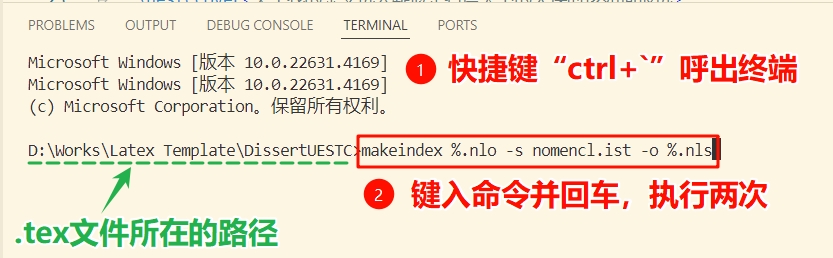 PROBLEMS OUTPUT DEBUG CONSOLE TERMINAL PORTS
Microsoft Windows [版本 10.0.22631.4169]
Microsoft Windows [版本 10.0.22631.4169]
(c) Microsoft Corporation。保留所有权利。
1 快捷键“ctrl+`”呼出终端
D:\Works\Latex Template\DissertUESTC>makeindex %.nlo -s nomencl.ist -o %.nls
2 键入命令并回车，执行两次
.tex文件所在的路径